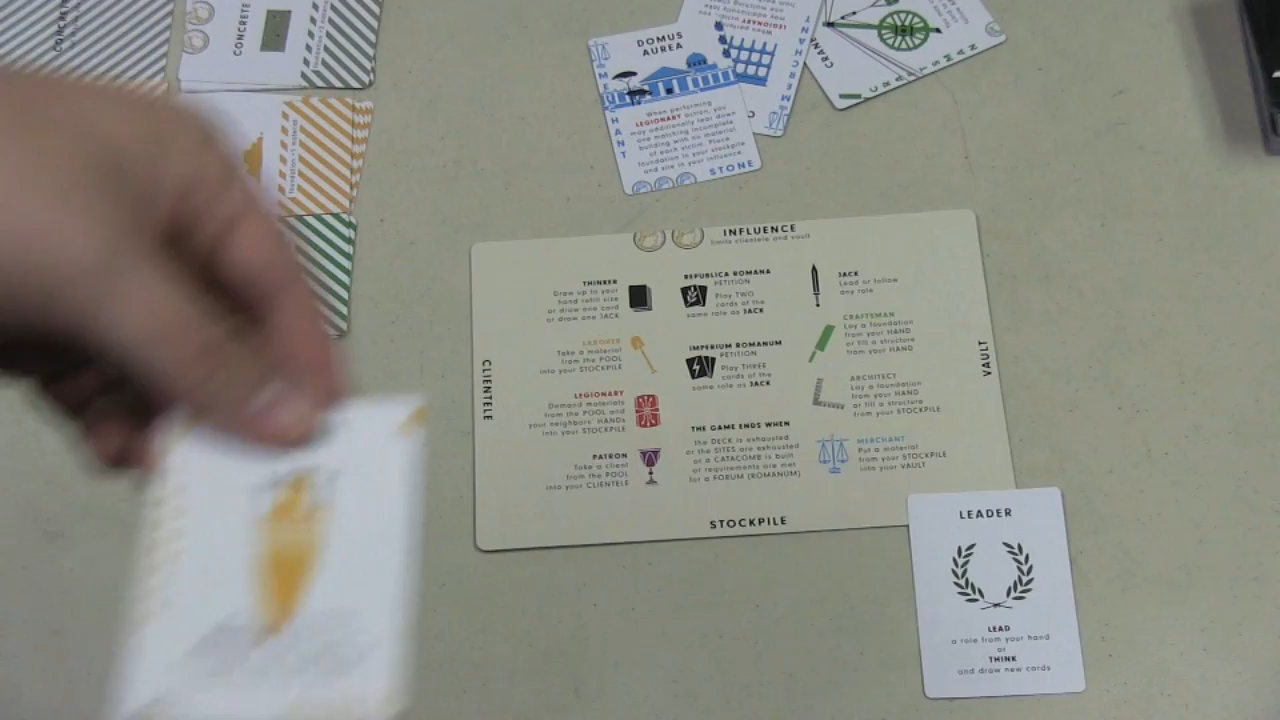 CONCRETE
DOMUS
AUREA
When performing
LEGIONARY action, you
may additionally tear down
one matching incomplete
building with no material
of each victim. Place
foundation in your stockpile
and site in your influence.
STONE
LEGIONARY
CRAFTSMAN
INFLUENCE
limits clientele and vault
THINKER
Draw up to your
hand refill size
or draw one card
or draw one JACK
LABORER
Take a material
from the POOL
into your STOCKPILE
LEGIONARY
Demand materials
from the POOL and
your neighbors' HANDs
into your STOCKPILE
PATRON
Take a client
from the POOL
into your CLIENTELE
REPUBLICA ROMANA
PETITION
Play TWO
cards of the
same role as JACK
IMPERIUM ROMANUM
PETITION
Play THREE
cards of the
same role as JACK
THE GAME ENDS WHEN
the DECK is exhausted
or the SITES are exhausted
or a CATACOMB is built
or requirements are met
for a FORUM (ROMANUM)
JACK
Lead or follow
any role
CRAFTSMAN
Lay a foundation
from your HAND
or fill a structure
from your HAND
ARCHITECT
Lay a foundation
from your HAND
or fill a structure
from your STOCKPILE
MERCHANT
Put a material
from your STOCKPILE
into your VAULT
CLIENTELE
VAULT
STOCKPILE
LEADER
LEAD
a role from your hand
or
THINK
and draw new cards